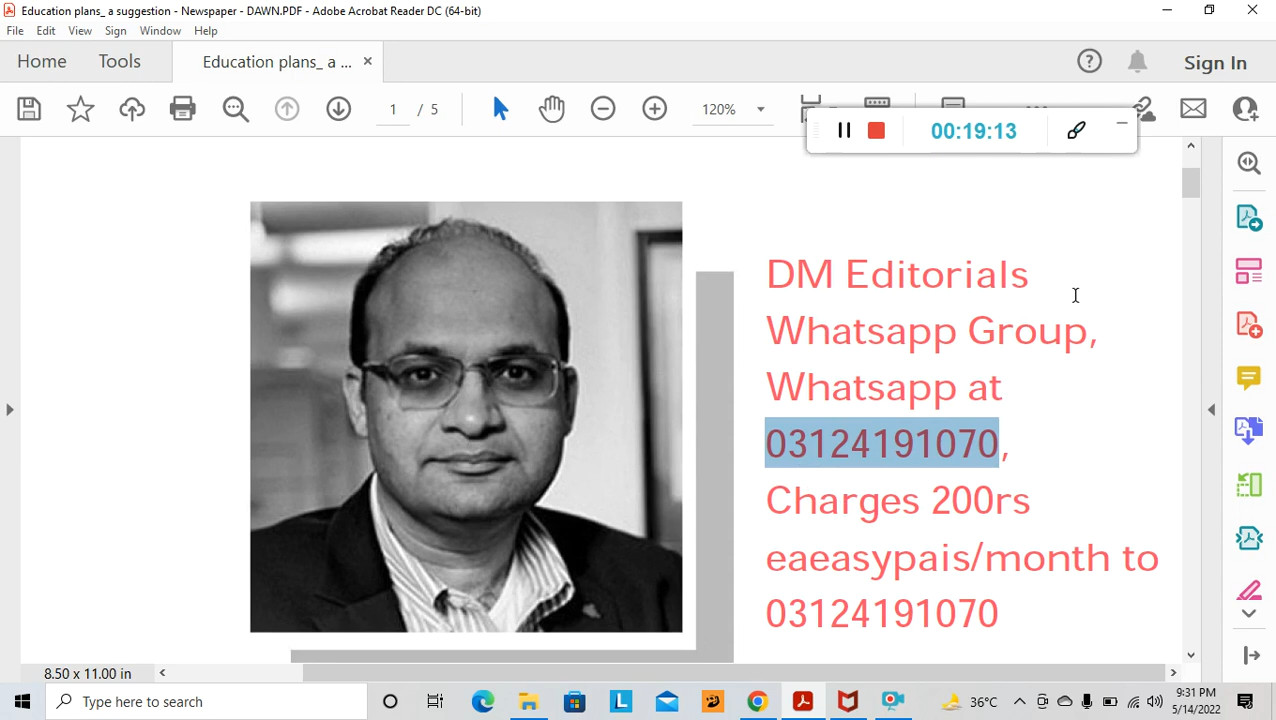 Education plans_ a suggestion - Newspaper - DAWN.PDF - Adobe Acrobat Reader DC (64-bit)
File Edit View Sign Window Help
Home Tools Education plans_ a ... × Sign In
1 / 5 120%
00:19:13
DM Editorials
Whatsapp Group,
Whatsapp at
03124191070,
Charges 200rs
eaeasypais/month to
03124191070
8.50 x 11.00 in
Type here to search
36°C
9:31 PM
5/14/2022